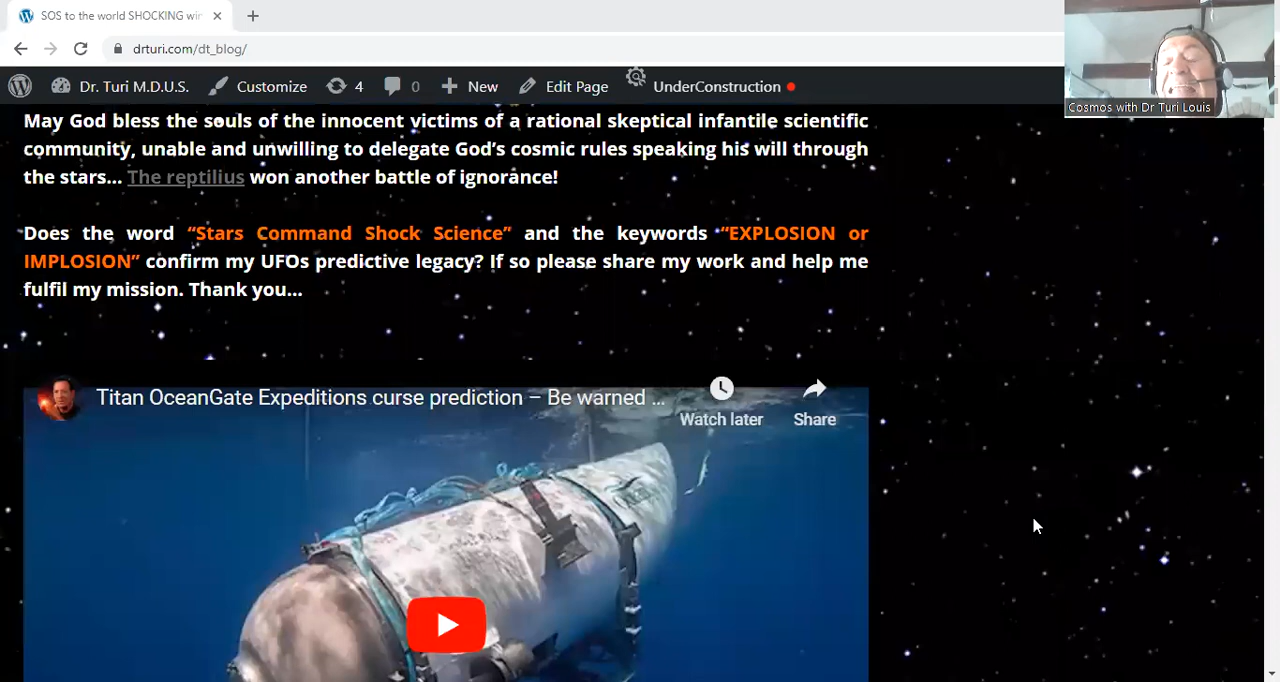 SOS to the world SHOCKING wi
drturi.com/dt_blog/
Dr. Turi M.D.U.S. Customize 4 0 New Edit Page UnderConstruction
Cosmos with Dr Turi Louis
May God bless the souls of the innocent victims of a rational skeptical infantile scientific
community, unable and unwilling to delegate God’s cosmic rules speaking his will through
the stars… The reptilius won another battle of ignorance!
Does the word “Stars Command Shock Science” and the keywords “EXPLOSION or
IMPLOSION” confirm my UFOs predictive legacy? If so please share my work and help me
fulfil my mission. Thank you…
Titan OceanGate Expeditions curse prediction – Be warned ...
Watch later Share